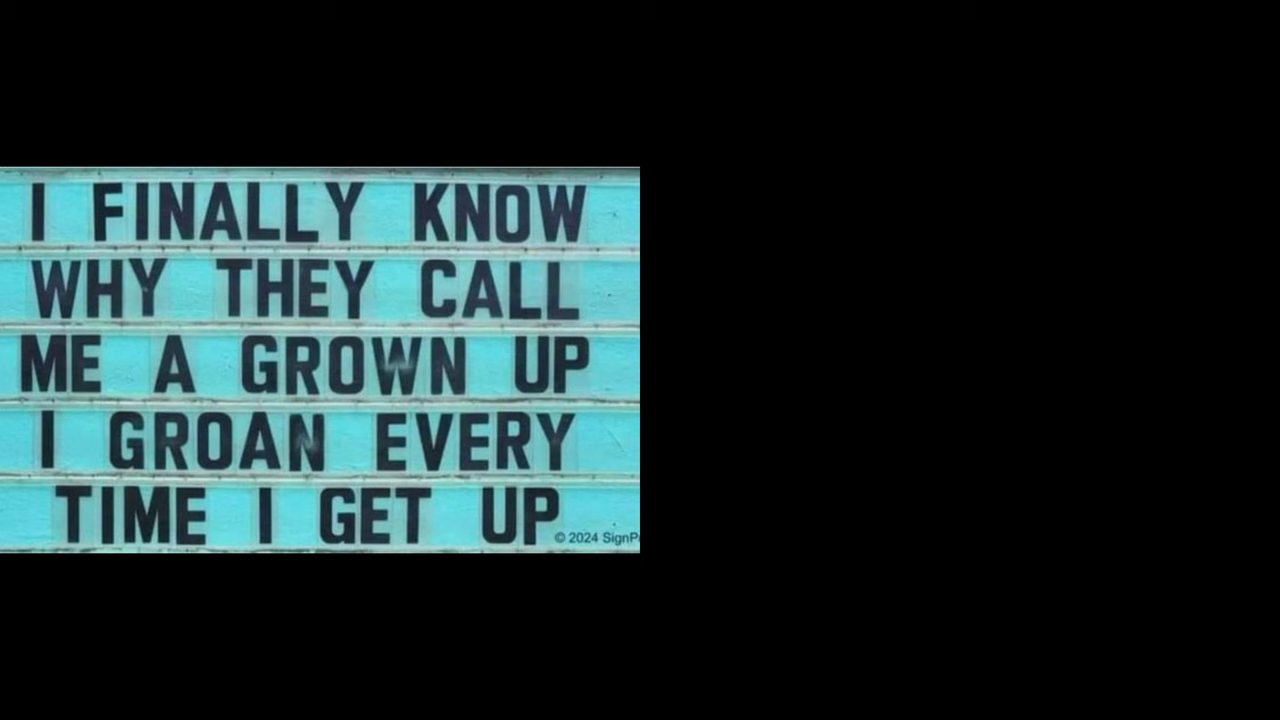 I FINALLY KNOW
WHY THEY CALL
ME A GROWN UP
I GROAN EVERY
TIME I GET UP
© 2024